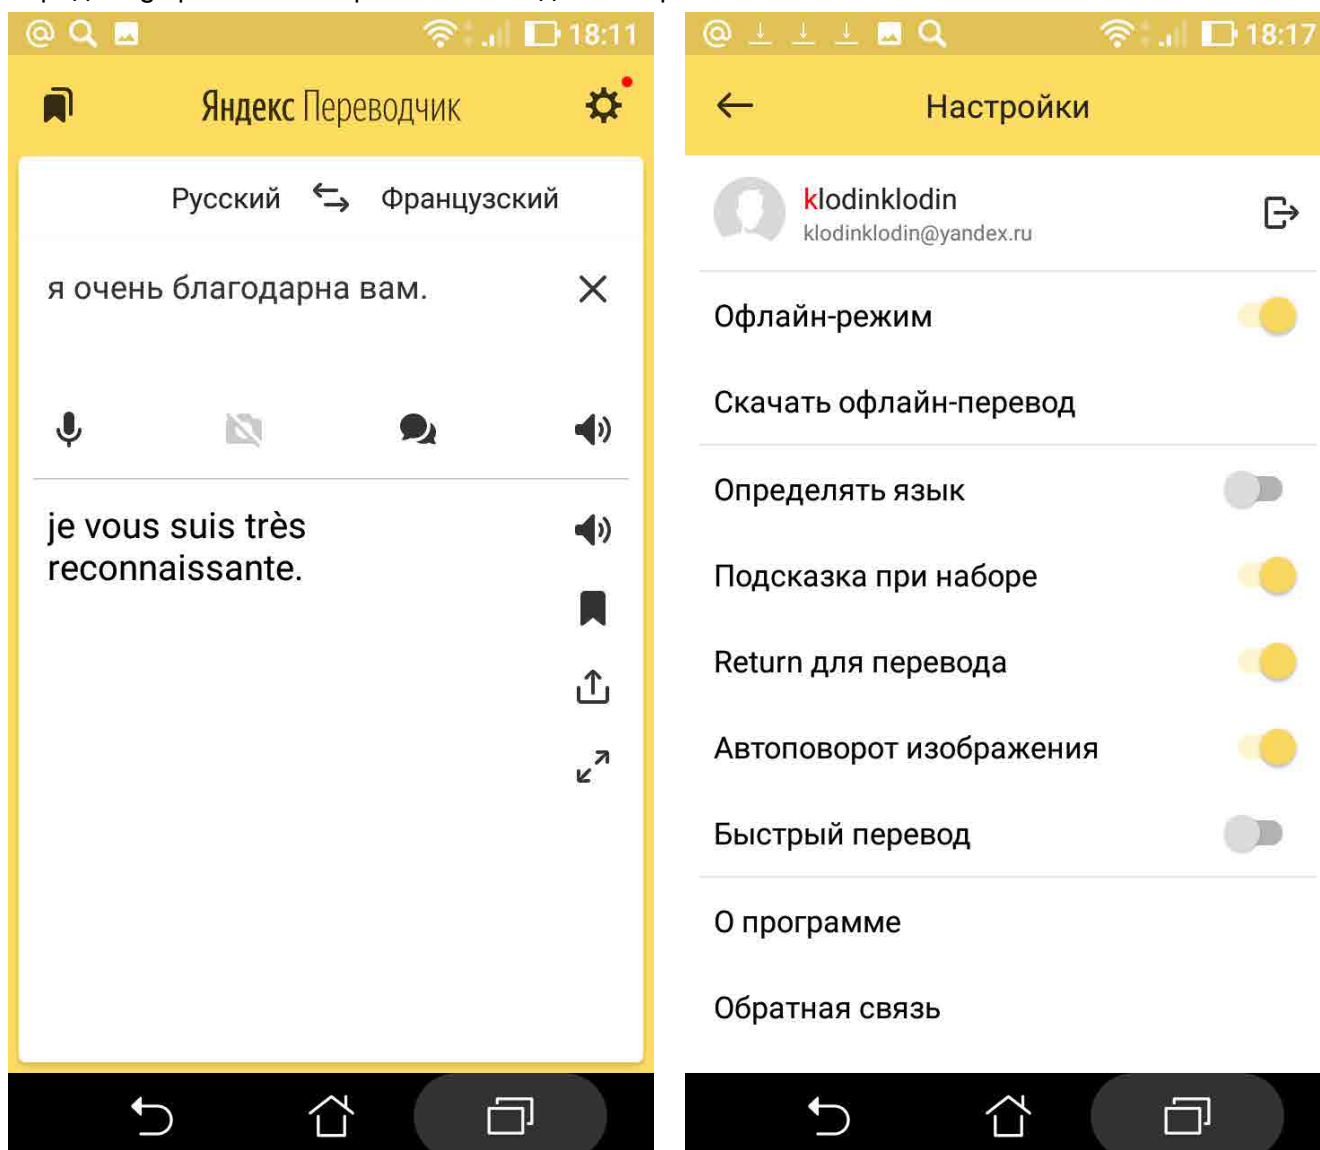 18:11
Яндекс Переводчик
Русский Французский
я очень благодарна вам.
je vous suis très
reconnaissante.
18:17
Настройки
klodinklodin
klodinklodin@yandex.ru
Офлайн-режим
Скачать офлайн-перевод
Определять язык
Подсказка при наборе
Return для перевода
Автоповорот изображения
Быстрый перевод
О программе
Обратная связь